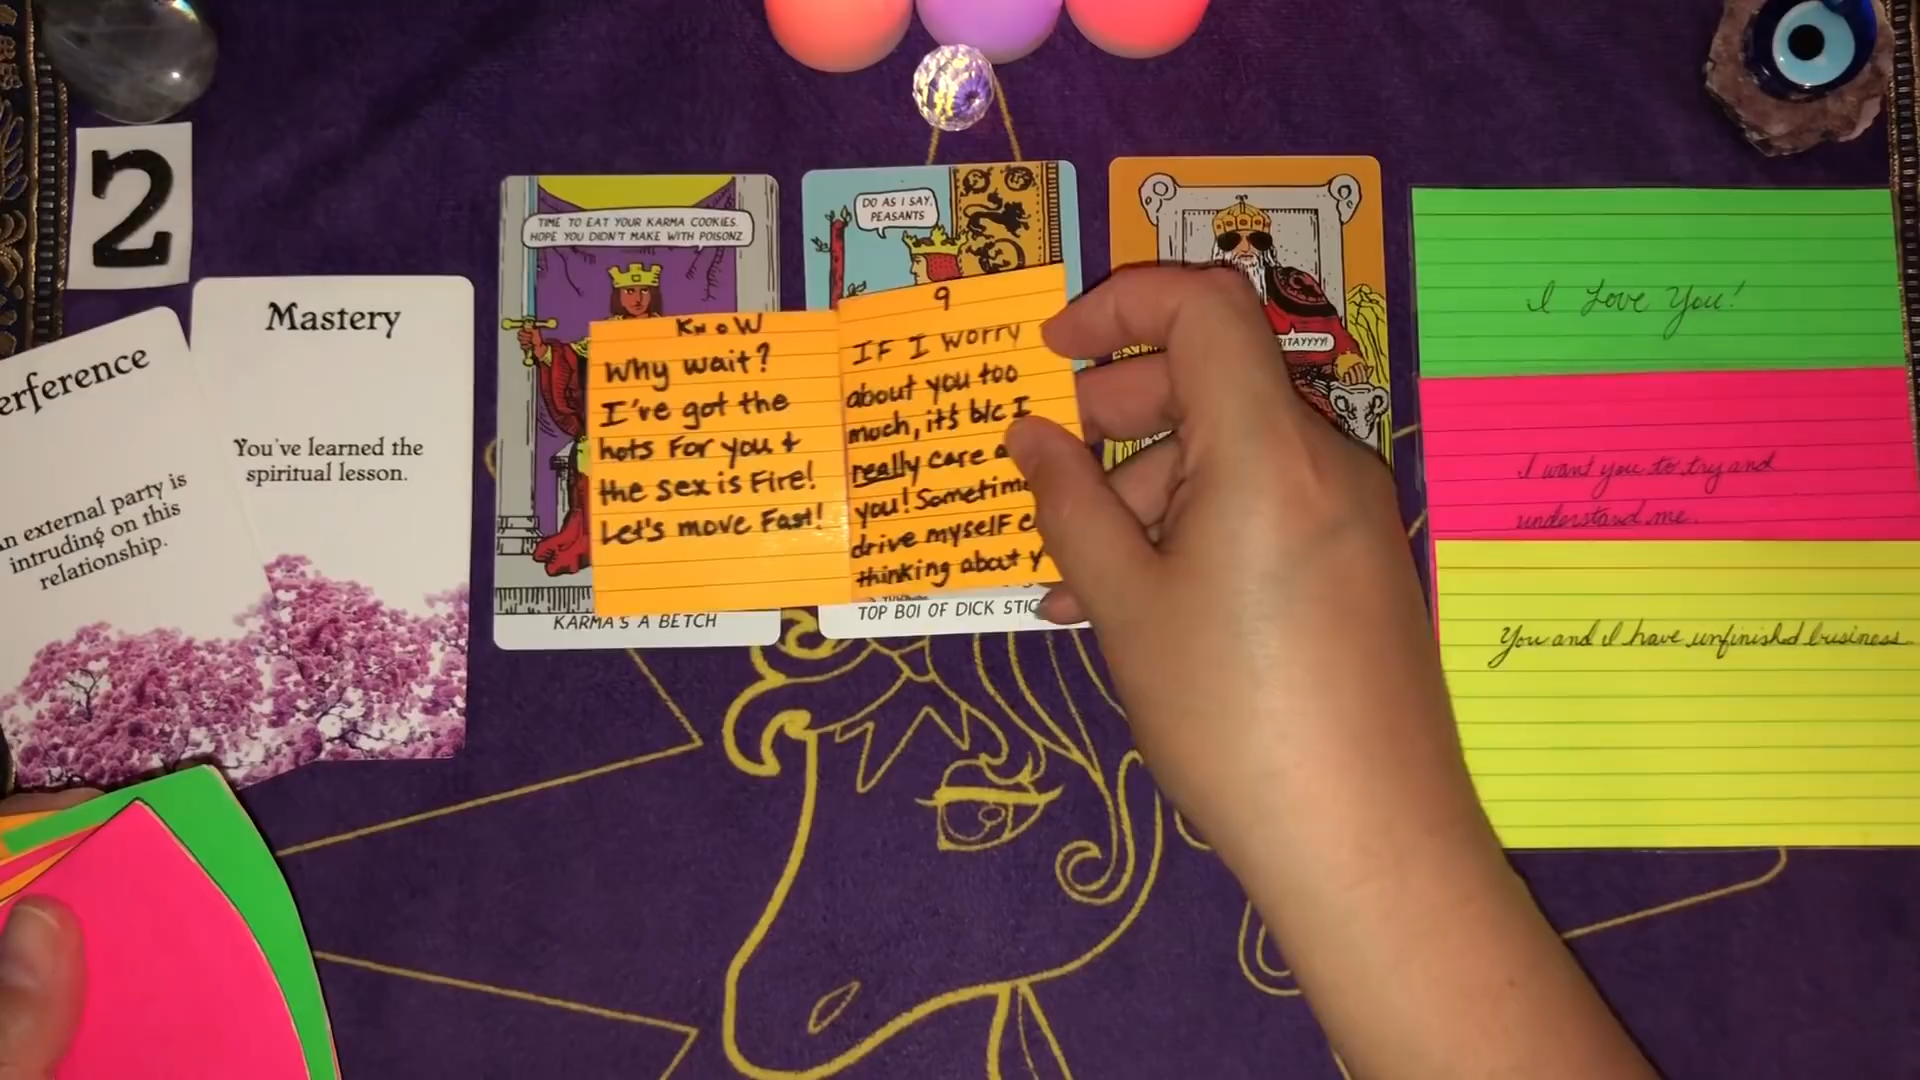 2
erference
An external party is
intruding on this
relationship.
Mastery
You've learned the
spiritual lesson.
TIME TO EAT YOUR KARMA COOKIES.
HOPE YOU DIDN'T MAKE WITH POISONZ
KARMA'S A BETCH
DO AS I SAY,
PEASANTS
TOP BOI OF DICK STIC
ITAYYYY!
KNOW
Why wait?
I've got the
hots For you +
the sex is Fire!
Let's move Fast!
9
IF I worry
about you too
much, it's b/c I
really care a
you! Sometim
drive myself c
thinking about y
I Love You!
I want you to try and
understand me.
You and I have unfinished business.